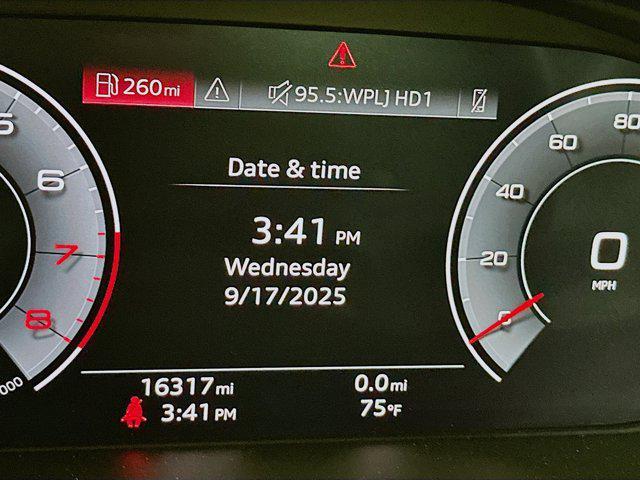 260mi
95.5:WPLJ HD1
Date & time
3:41 PM
Wednesday
9/17/2025
5
6
7
8
000
0
20
40
60
80
0
MPH
16317mi
0.0mi
3:41 PM
75°F